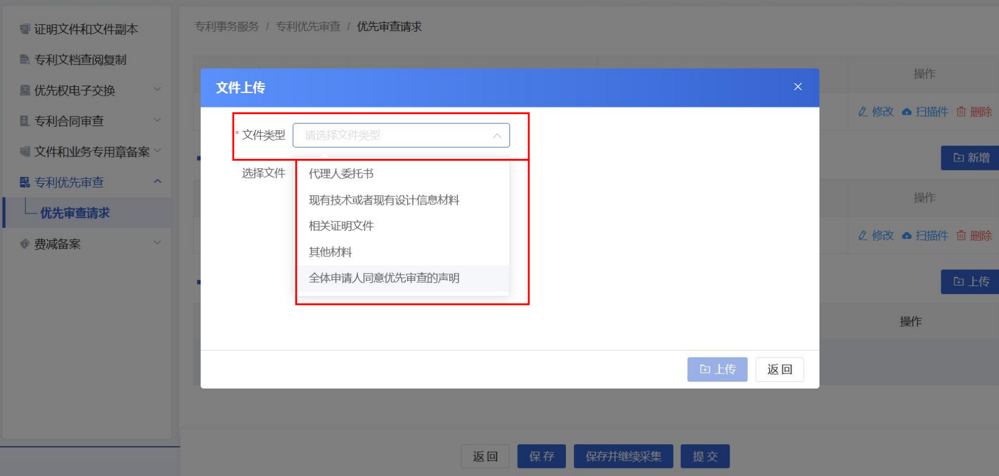 证明文件和文件副本
专利文档查阅复制
优先权电子交换
专利合同审查
文件和业务专用章备案
专利优先审查
优先审查请求
费减备案
专利事务服务 / 专利优先审查 / 优先审查请求
操作
修改 扫描件 删除
新增
操作
修改 扫描件 删除
上传
操作
文件上传
* 文件类型 请选择文件类型
选择文件
代理人委托书
现有技术或者现有设计信息材料
相关证明文件
其他材料
全体申请人同意优先审查的声明
上传 返回
返回 保存 保存并继续采集 提交